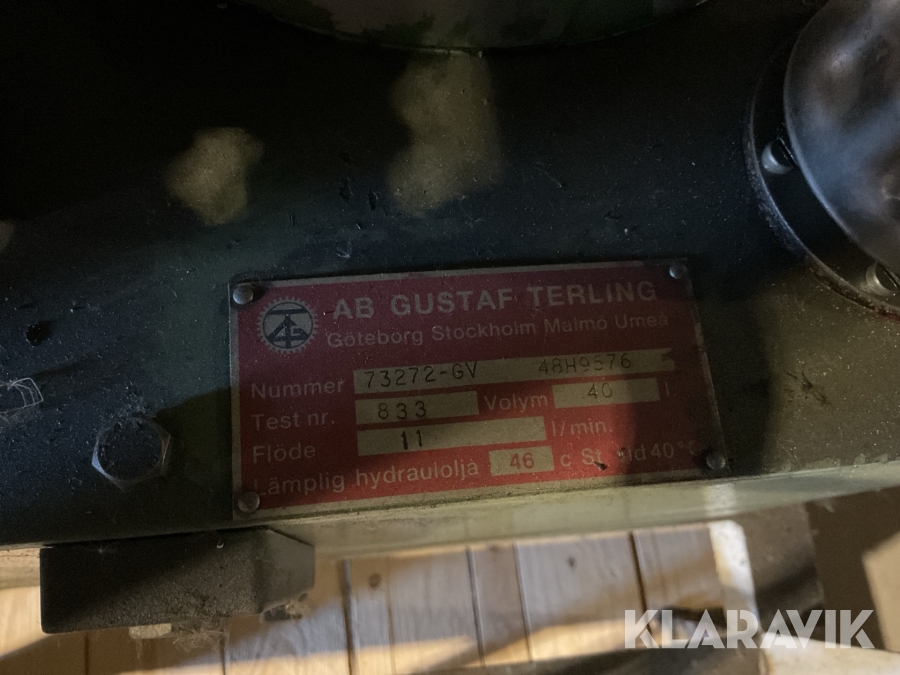 AB GUSTAF TERLING
Göteborg Stockholm Malmö Umeå
Nummer 73272-GV 48H9576
Test nr. 833 Volym 40 l
Flöde 11 l/min.
Lämplig hydraulolja 46 c St. vid 40 °C
KLARAVIK